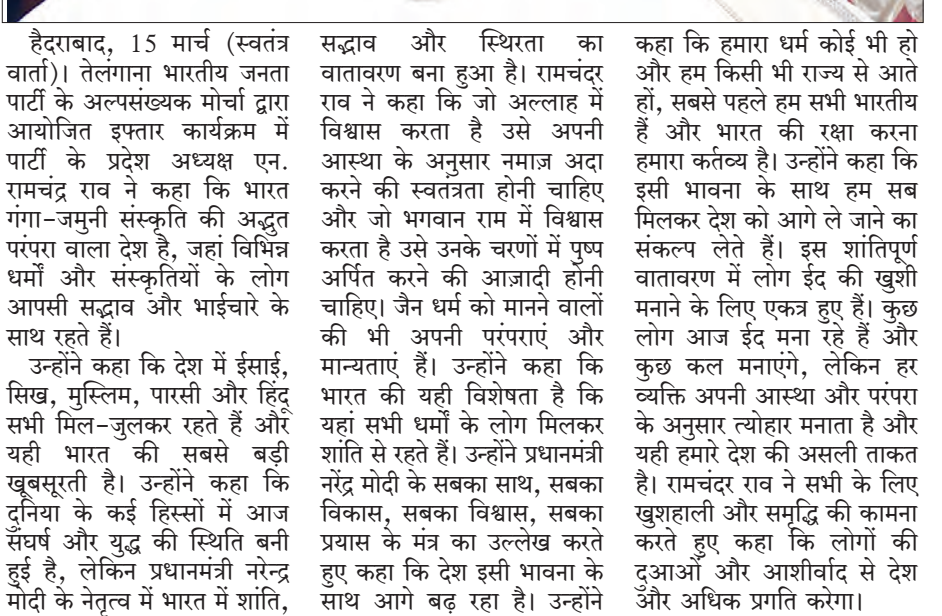 हैदराबाद, 15 मार्च (स्वतंत्र
वार्ता)। तेलंगाना भारतीय जनता
पार्टी के अल्पसंख्यक मोर्चा द्वारा
आयोजित इफ्तार कार्यक्रम में
पार्टी के प्रदेश अध्यक्ष एन.
रामचंद्र राव ने कहा कि भारत
गंगा-जमुनी संस्कृति की अद्भुत
परंपरा वाला देश है, जहां विभिन्न
धर्मों और संस्कृतियों के लोग
आपसी सद्भाव और भाईचारे के
साथ रहते हैं।
उन्होंने कहा कि देश में ईसाई,
सिख, मुस्लिम, पारसी और हिंदू
सभी मिल-जुलकर रहते हैं और
यही भारत की सबसे बड़ी
खूबसूरती है। उन्होंने कहा कि
दुनिया के कई हिस्सों में आज
संघर्ष और युद्ध की स्थिति बनी
हुई है, लेकिन प्रधानमंत्री नरेन्द्र
मोदी के नेतृत्व में भारत में शांति,
सद्भाव और स्थिरता का
वातावरण बना हुआ है। रामचंदर
राव ने कहा कि जो अल्लाह में
विश्वास करता है उसे अपनी
आस्था के अनुसार नमाज़ अदा
करने की स्वतंत्रता होनी चाहिए
और जो भगवान राम में विश्वास
करता है उसे उनके चरणों में पुष्प
अर्पित करने की आज़ादी होनी
चाहिए। जैन धर्म को मानने वालों
की भी अपनी परंपराएं और
मान्यताएं हैं। उन्होंने कहा कि
भारत की यही विशेषता है कि
यहां सभी धर्मों के लोग मिलकर
शांति से रहते हैं। उन्होंने प्रधानमंत्री
नरेंद्र मोदी के सबका साथ, सबका
विकास, सबका विश्वास, सबका
प्रयास के मंत्र का उल्लेख करते
हुए कहा कि देश इसी भावना के
साथ आगे बढ़ रहा है। उन्होंने
कहा कि हमारा धर्म कोई भी हो
और हम किसी भी राज्य से आते
हों, सबसे पहले हम सभी भारतीय
हैं और भारत की रक्षा करना
हमारा कर्तव्य है। उन्होंने कहा कि
इसी भावना के साथ हम सब
मिलकर देश को आगे ले जाने का
संकल्प लेते हैं। इस शांतिपूर्ण
वातावरण में लोग ईद की खुशी
मनाने के लिए एकत्र हुए हैं। कुछ
लोग आज ईद मना रहे हैं और
कुछ कल मनाएंगे, लेकिन हर
व्यक्ति अपनी आस्था और परंपरा
के अनुसार त्योहार मनाता है और
यही हमारे देश की असली ताकत
है। रामचंदर राव ने सभी के लिए
खुशहाली और समृद्धि की कामना
करते हुए कहा कि लोगों की
दुआओं और आशीर्वाद से देश
और अधिक प्रगति करेगा।